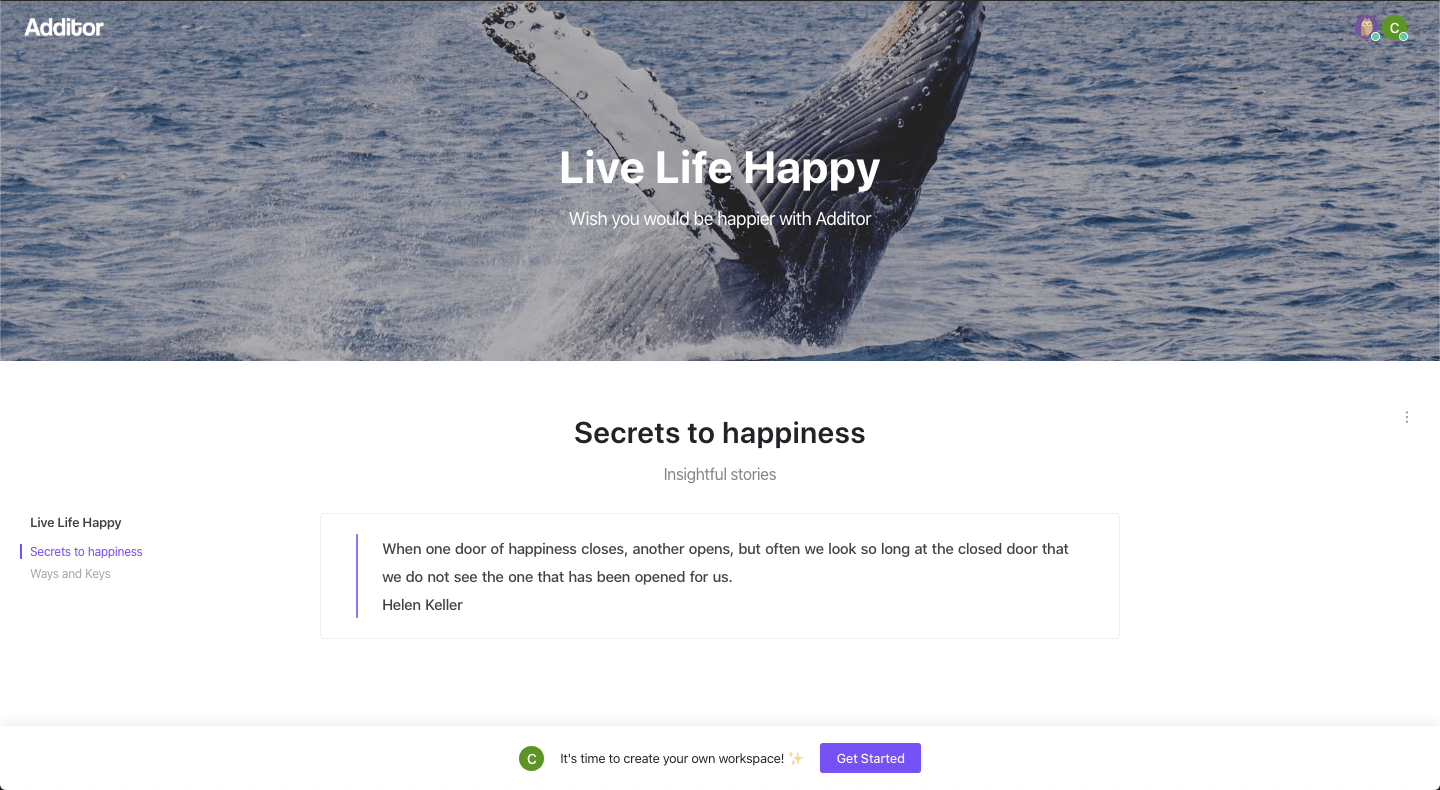 Additor
C
Live Life Happy
Wish you would be happier with Additor
Secrets to happiness
Insightful stories
Live Life Happy
Secrets to happiness
Ways and Keys
When one door of happiness closes, another opens, but often we look so long at the closed door that
we do not see the one that has been opened for us.
Helen Keller
C It's time to create your own workspace! ✨ Get Started